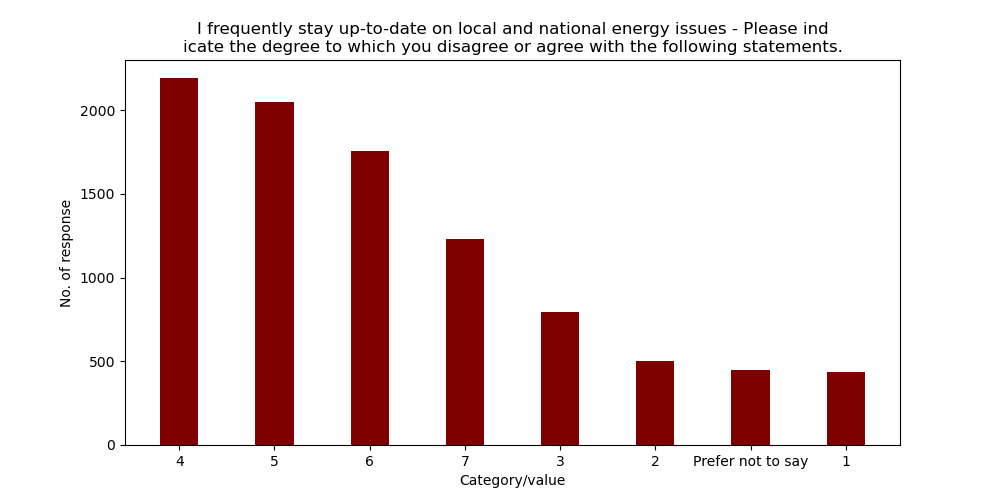 I frequently stay up-to-date on local and national energy issues - Please ind
icate the degree to which you disagree or agree with the following statements.
No. of response
2000
1500
1000
500
0
4 5 6 7 3 2 Prefer not to say 1
Category/value